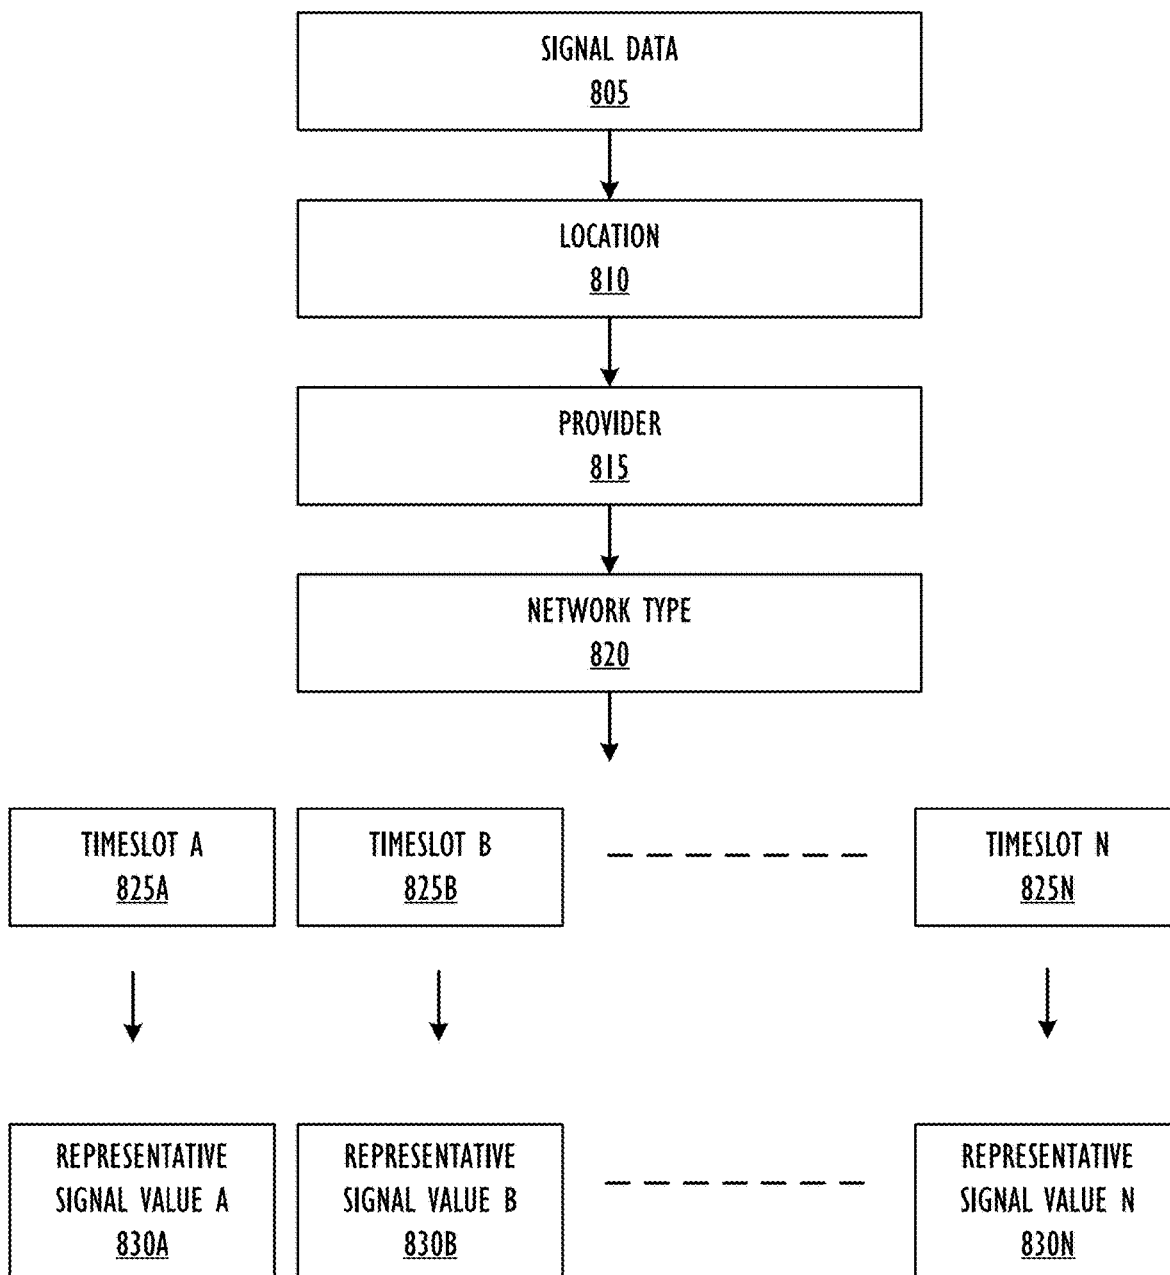 SIGNAL DATA
805
LOCATION
810
PROVIDER
815
NETWORK TYPE
820
TIMESLOT A
825A
TIMESLOT B
825B
TIMESLOT N
825N
REPRESENTATIVE
SIGNAL VALUE A
830A
REPRESENTATIVE
SIGNAL VALUE B
830B
REPRESENTATIVE
SIGNAL VALUE N
830N